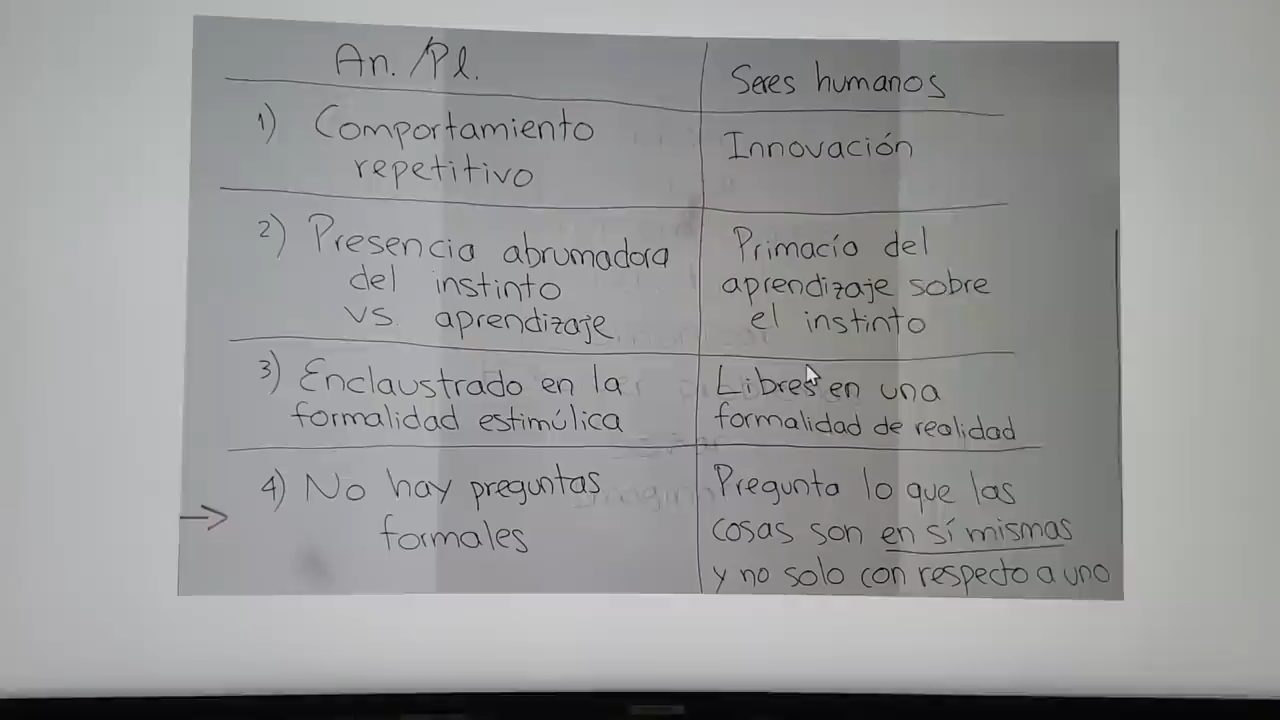 An. /Pl.
Seres humanos
1) Comportamiento
repetitivo
Innovación
2) Presencia abrumadora
del instinto
vs. aprendizaje
Primacío del
aprendizaje sobre
el instinto
3) Enclaustrado en la
formalidad estimúlica
Libres en una
formalidad de realidad
→ 4) No hay preguntas
formales
Pregunta lo que las
cosas son en sí mismas
y no solo con respecto a uno